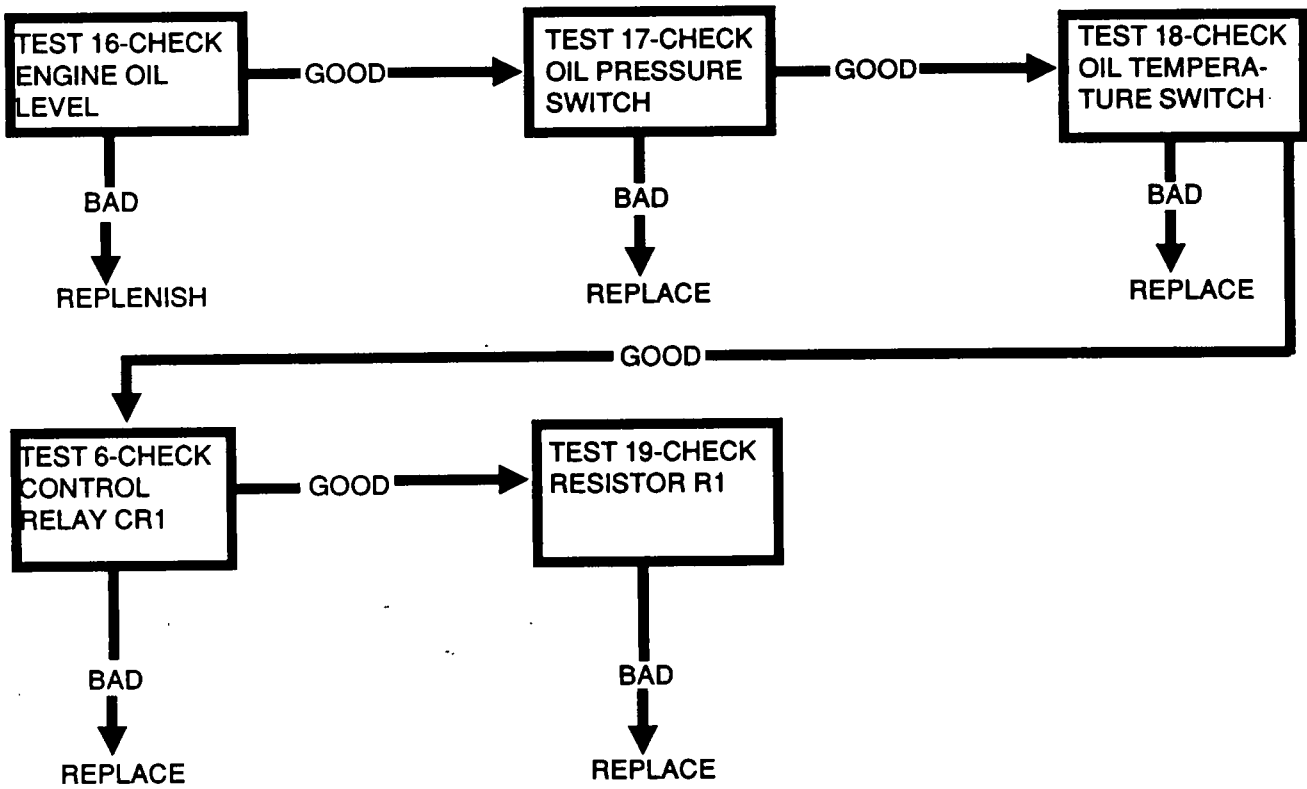 TEST 16-CHECK
ENGINE OIL
LEVEL
GOOD
TEST 17-CHECK
OIL PRESSURE
SWITCH
GOOD
TEST 18-CHECK
OIL TEMPERA-
TURE SWITCH
BAD
REPLENISH
BAD
REPLACE
BAD
REPLACE
GOOD
TEST 6-CHECK
CONTROL
RELAY CR1
GOOD
TEST 19-CHECK
RESISTOR R1
BAD
REPLACE
BAD
REPLACE